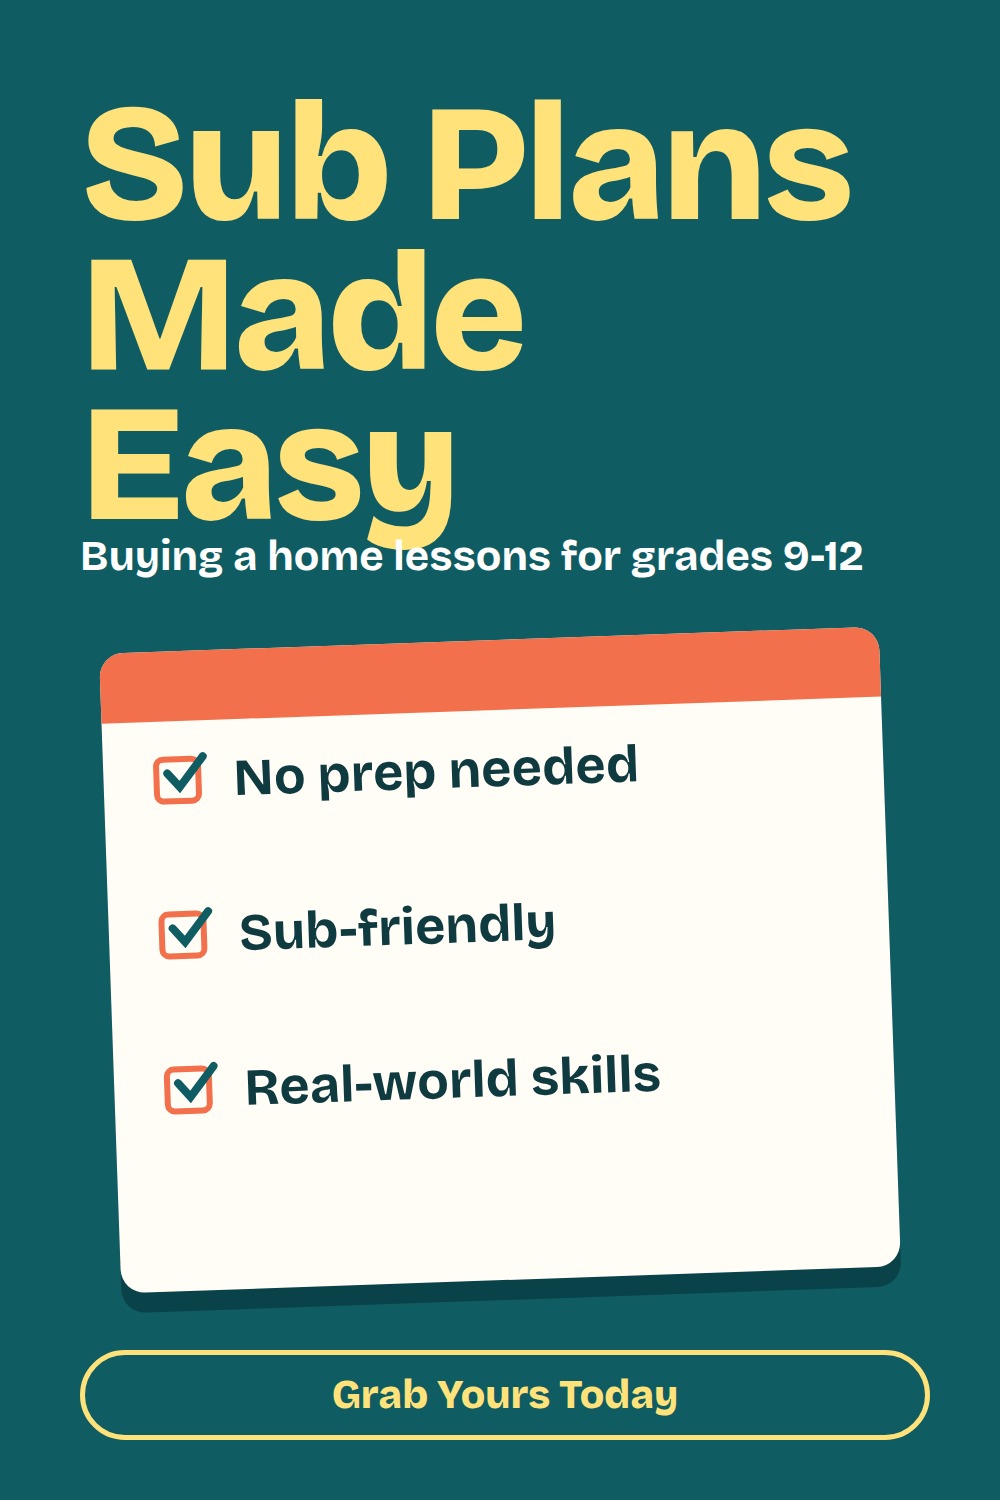 Sub Plans
Made
Easy
Buying a home lessons for grades 9-12
No prep needed
Sub-friendly
Real-world skills
Grab Yours Today